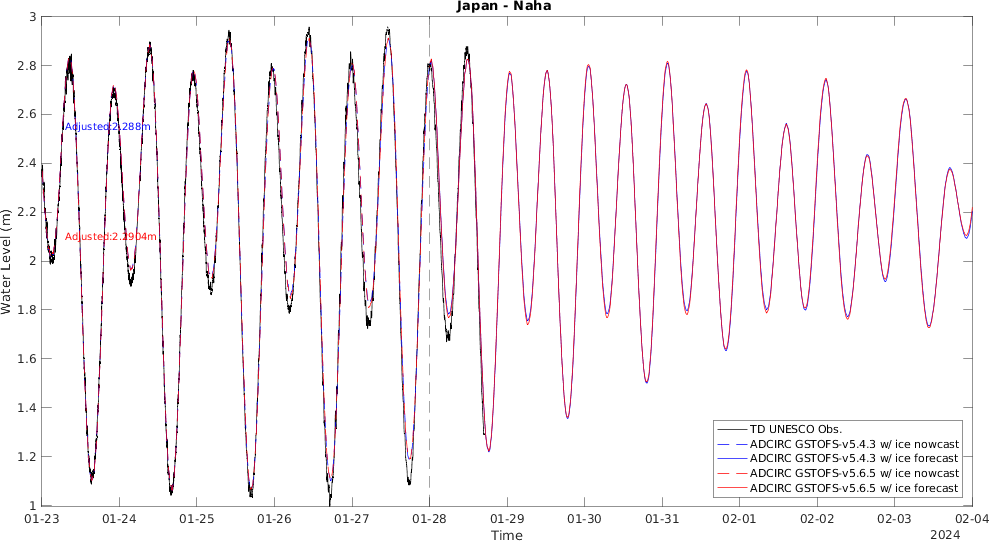 Japan - Naha
3
2.8
2.6
2.4
2.2
2
1.8
1.6
1.4
1.2
1
Water Level (m)
Adjusted:2.288m
Adjusted:2.2904m
TD UNESCO Obs.
ADCIRC GSTOFS-v5.4.3 w/ ice nowcast
ADCIRC GSTOFS-v5.4.3 w/ ice forecast
ADCIRC GSTOFS-v5.6.5 w/ ice nowcast
ADCIRC GSTOFS-v5.6.5 w/ ice forecast
01-23 01-24 01-25 01-26 01-27 01-28 01-29 01-30 01-31 02-01 02-02 02-03 02-04
Time 2024